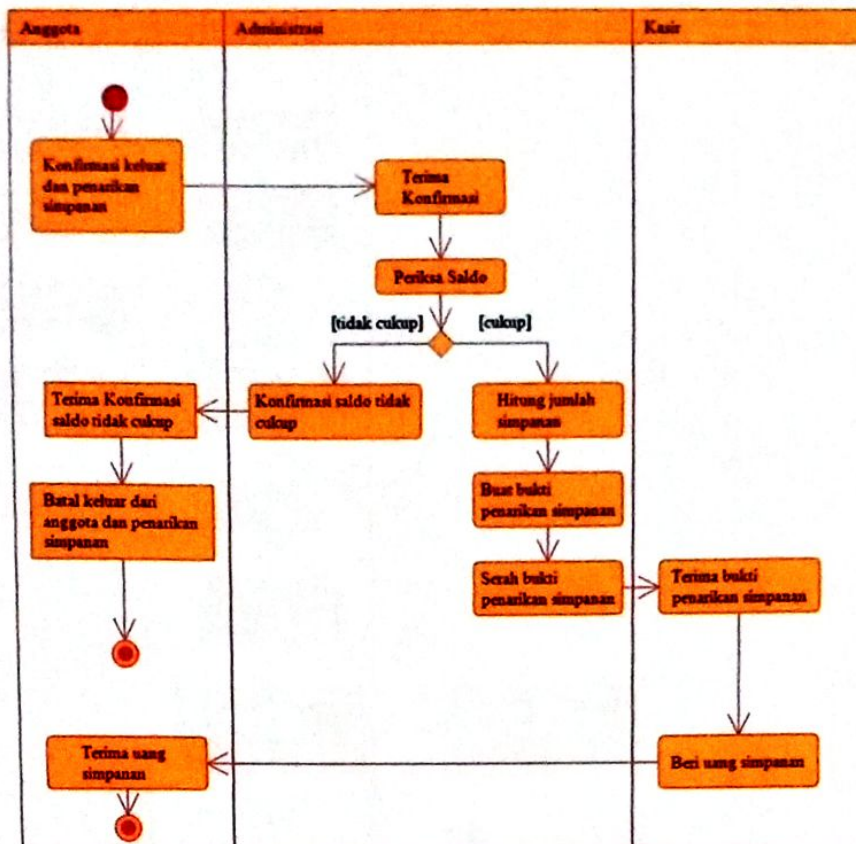 Anggota
Administrasi
Kasir
Konfirmasi keluar
dan penarikan
simpanan
Terima
Konfirmasi
Periksa Saldo
[tidak cukup]
[cukup]
Terima Konfirmasi
saldo tidak cukup
Konfirmasi saldo tidak
cukup
Hitung jumlah
simpanan
Batal keluar dari
anggota dan penarikan
simpanan
Buat bukti
penarikan simpanan
Serah bukti
penarikan simpanan
Terima bukti
penarikan simpanan
Terima uang
simpanan
Beri uang simpanan